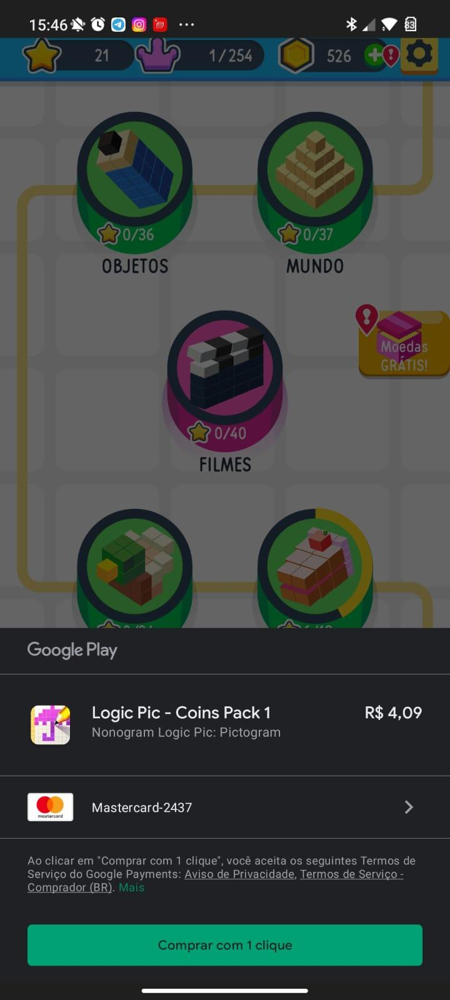 15:46
83
21
1/254
526
0/36
0/37
OBJETOS
MUNDO
Moedas
GRÁTIS!
0/40
FILMES
Google Play
Logic Pic - Coins Pack 1
R$ 4,09
Nonogram Logic Pic: Pictogram
mastercard
Mastercard-2437
Ao clicar em "Comprar com 1 clique", você aceita os seguintes Termos de
Serviço do Google Payments: Aviso de Privacidade, Termos de Serviço -
Comprador (BR). Mais
Comprar com 1 clique